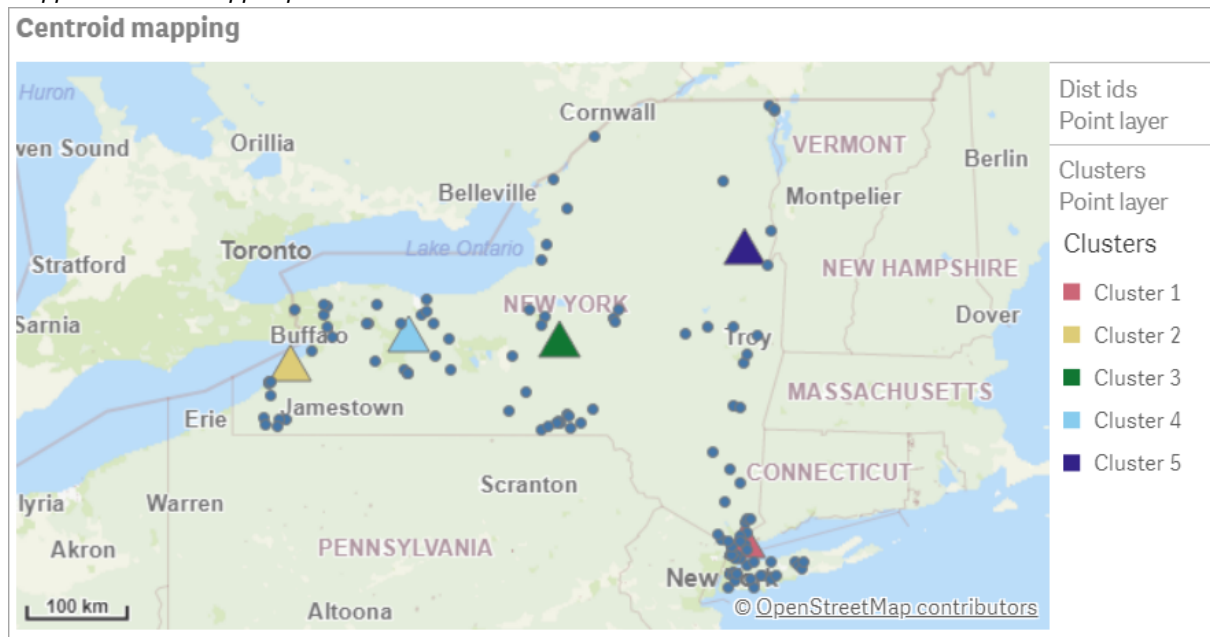 Centroid mapping
Huron
Cornwall
wen Sound
Orillia
VERMONT
Berlin
Belleville
Montpelier
Toronto
Lake Ontario
Stratford
NEW HAMPSHIRE
NEW YORK
Sarnia
Buffalo
Troy
Dover
MASSACHUSETTS
Jamestown
Erie
CONNECTICUT
Scranton
lyria
Warren
Akron
PENNSYLVANIA
New York
100 km
Altoona
© OpenStreetMap contributors
Dist ids
Point layer
Clusters
Point layer
Clusters
Cluster 1
Cluster 2
Cluster 3
Cluster 4
Cluster 5